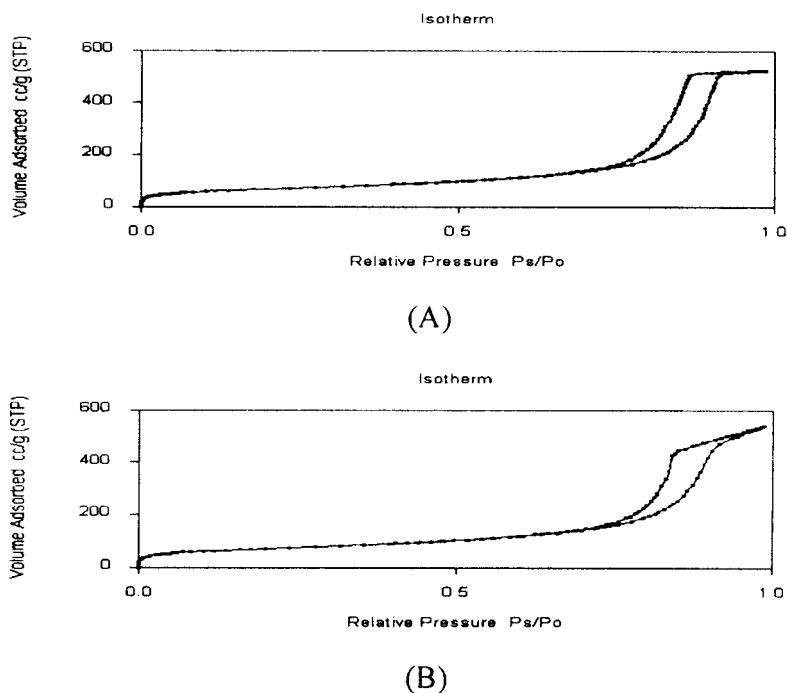 Isotherm
Volume Adsorbed cc/g (STP)
600
400
200
0
0.0
0.5
1.0
Relative Pressure Ps/Po
(A)
Isotherm
Volume Adsorbed cc/g (STP)
600
400
200
0
0.0
0.5
1.0
Relative Pressure Ps/Po
(B)